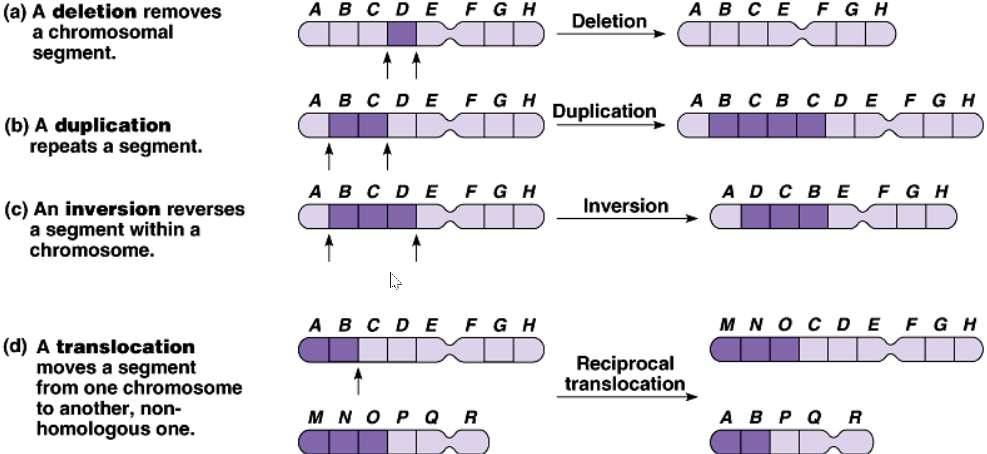 (a) A deletion removes
a chromosomal
segment.
A B C D E F G H
Deletion
A B C E F G H
(b) A duplication
repeats a segment.
A B C D E F G H
Duplication
A B C B C D E F G H
(c) An inversion reverses
a segment within a
chromosome.
A B C D E F G H
Inversion
A D C B E F G H
(d) A translocation
moves a segment
from one chromosome
to another, non-
homologous one.
A B C D E F G H
M N O P Q R
Reciprocal
translocation
M N O C D E F G H
A B P Q R